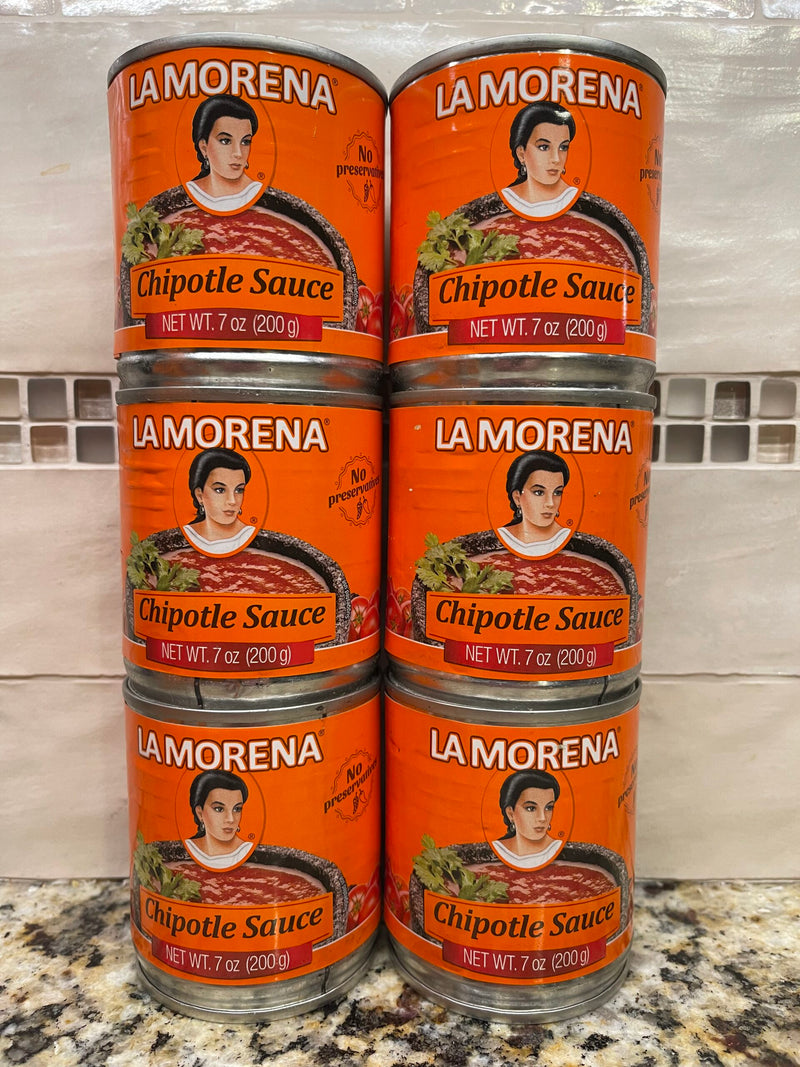 LA MORENA®
No
preservatives
®
Chipotle Sauce
NET WT. 7 oz (200 g)
LA MORENA
No
®
Chipotle Sauce
NET WT. 7 oz (200 g)
LA MORENA®
No
preservatives
®
Chipotle Sauce
NET WT. 7 oz (200 g)
LA MORENA®
®
Chipotle Sauce
NET WT. 7 oz (200 g)
LA MORENA®
No
preservatives
®
Chipotle Sauce
NET WT. 7 oz (200 g)
LA MORENA®
®
Chipotle Sauce
NET WT. 7 oz (200 g)